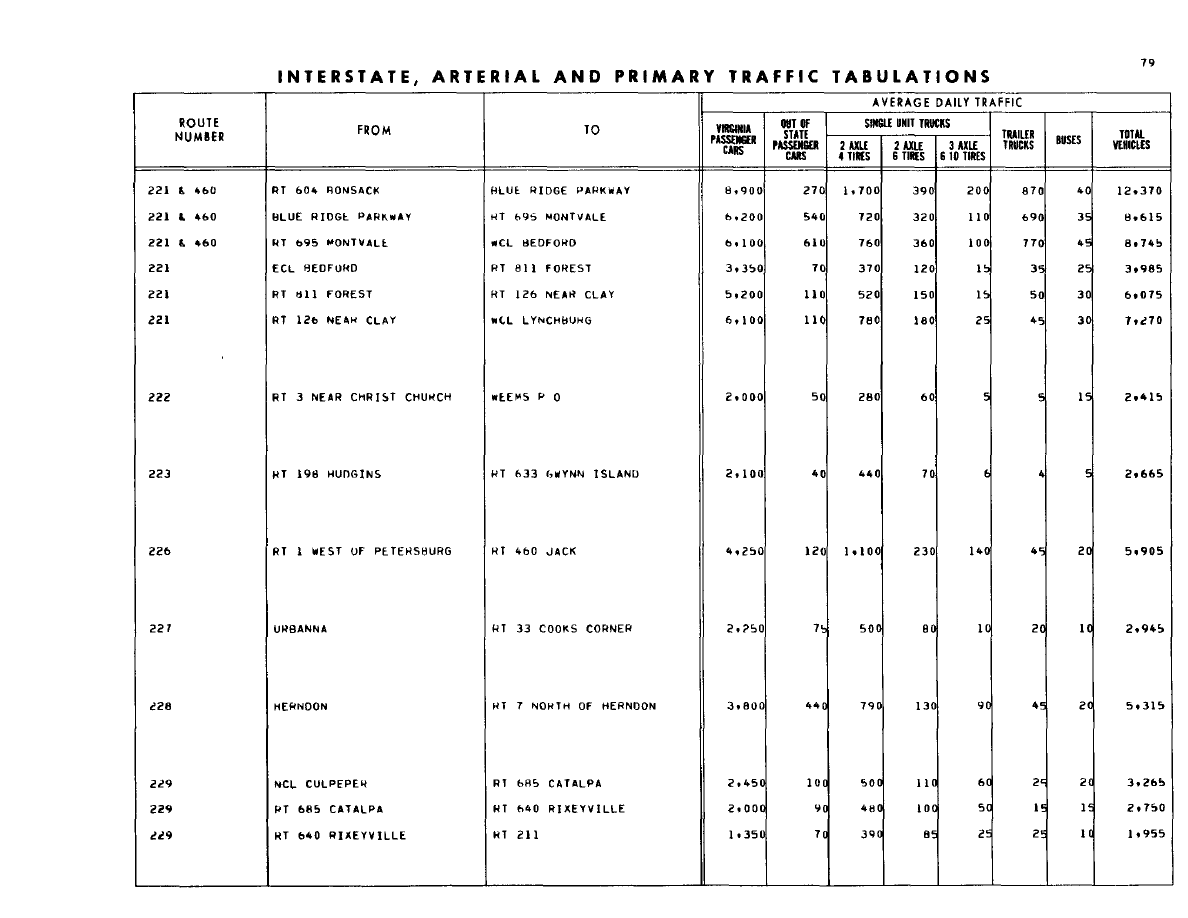 79
INTERSTATE, ARTERIAL AND PRIMARY TRAFFIC TABULATIONS
AVERAGE DAILY TRAFFIC
ROUTE NUMBER FROM TO VIRGINIA PASSENGER CARS OUT OF STATE PASSENGER CARS SINGLE UNIT TRUCKS TRAILER TRUCKS BUSES TOTAL VEHICLES
2 AXLE 4 TIRES 2 AXLE 6 TIRES 3 AXLE 6 10 TIRES
221 & 460 RT 604 BONSACK BLUE RIDGE PARKWAY 8,900 270 1,700 390 200 870 40 12,370
221 & 460 BLUE RIDGE PARKWAY RT 695 MONTVALE 6,200 540 720 320 110 690 35 8,615
221 & 460 RT 695 MONTVALE WCL BEDFORD 6,100 610 760 360 100 770 45 8,745
221 ECL BEDFORD RT 811 FOREST 3,350 70 370 120 15 35 25 3,985
221 RT 811 FOREST RT 126 NEAR CLAY 5,200 110 520 150 15 50 30 6,075
221 RT 126 NEAR CLAY WCL LYNCHBURG 6,100 110 780 180 25 45 30 7,270
222 RT 3 NEAR CHRIST CHURCH WEEMS P O 2,000 50 280 60 5 5 15 2,415
223 RT 198 HUDGINS RT 633 GWYNN ISLAND 2,100 40 440 70 6 4 5 2,665
226 RT 1 WEST OF PETERSBURG RT 460 JACK 4,250 120 1,100 230 140 45 20 5,905
227 URBANNA RT 33 COOKS CORNER 2,250 75 500 80 10 20 10 2,945
228 HERNDON RT 7 NORTH OF HERNDON 3,800 440 790 130 90 45 20 5,315
229 NCL CULPEPER RT 685 CATALPA 2,450 100 500 110 60 25 20 3,265
229 RT 685 CATALPA RT 640 RIXEYVILLE 2,000 90 480 100 50 15 15 2,750
229 RT 640 RIXEYVILLE RT 211 1,350 70 390 85 25 25 10 1,955